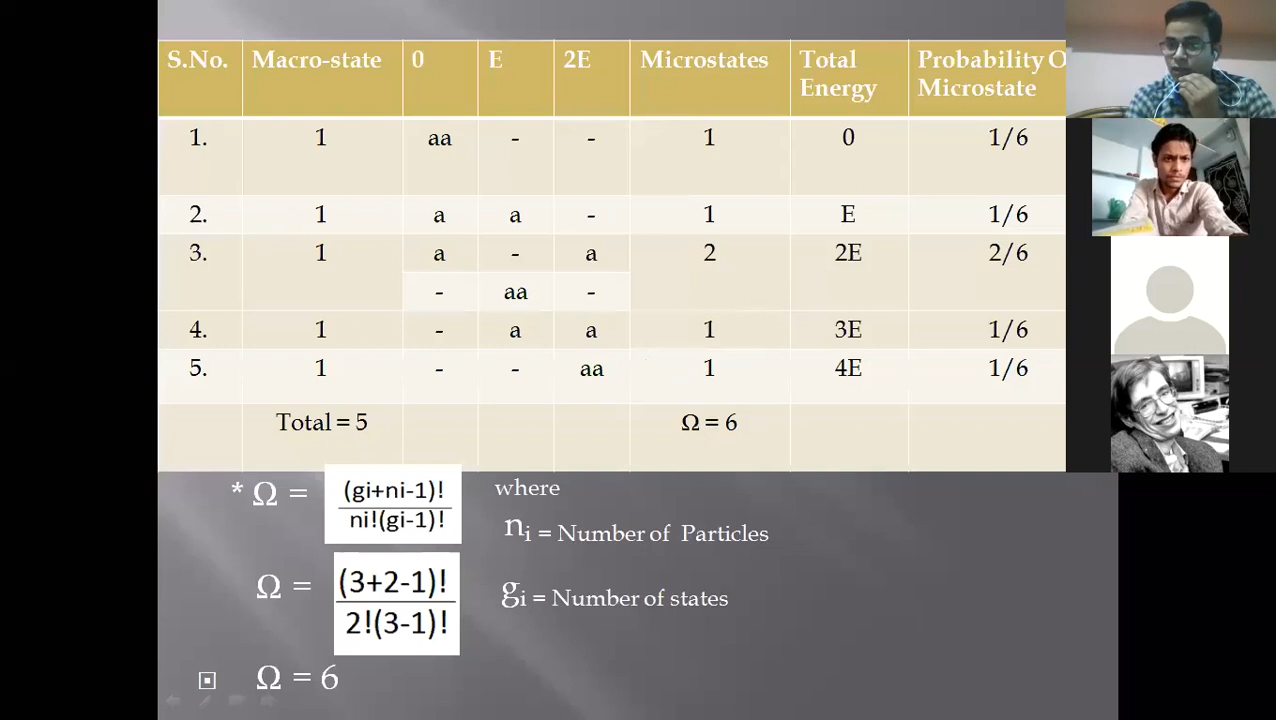 S.No. Macro-state 0 E 2E Microstates Total Energy Probability O Microstate
1. 1 aa - - 1 0 1/6
2. 1 a a - 1 E 1/6
3. 1 a - a 2 2E 2/6
- aa -
4. 1 - a a 1 3E 1/6
5. 1 - - aa 1 4E 1/6
Total = 5 Ω = 6
* Ω = (gi+ni-1)! where
ni!(gi-1)!
ni = Number of Particles
Ω = (3+2-1)!
2!(3-1)!
gi = Number of states
Ω = 6